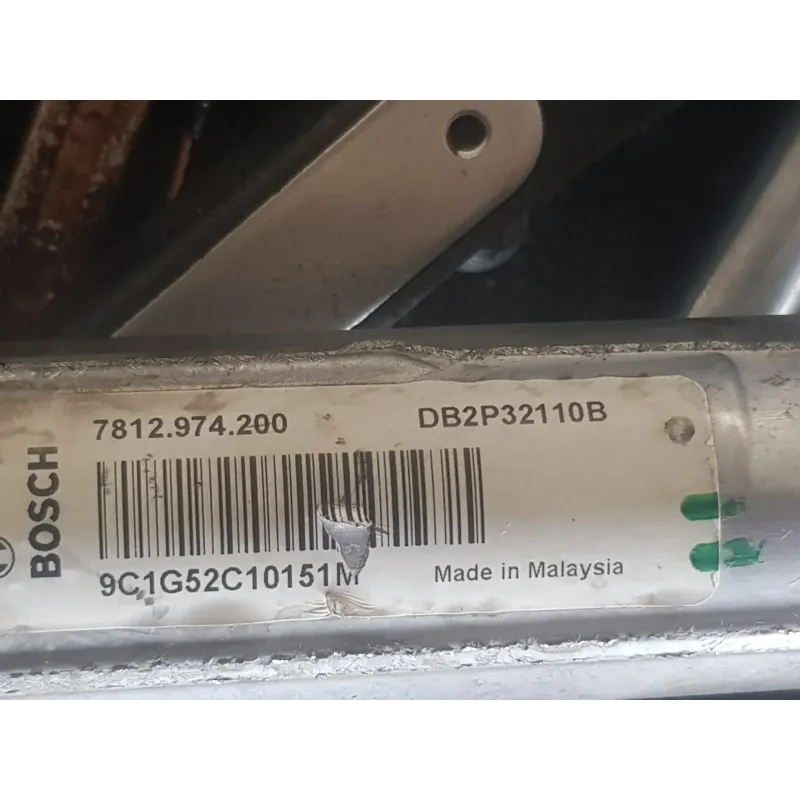 7812.974.200
DB2P32110B
BOSCH
9C1G52C10151M
Made in Malaysia